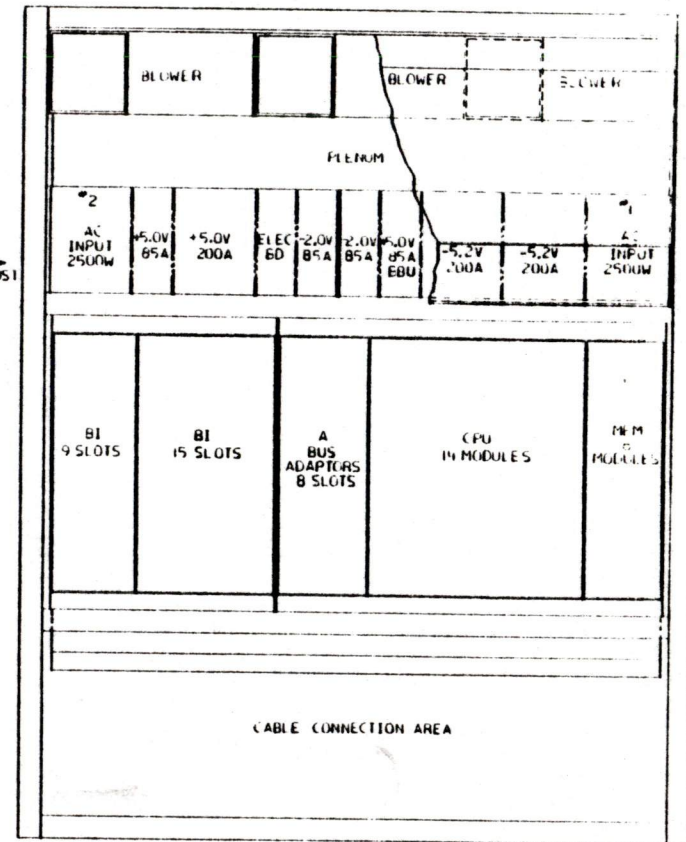 BLOWER
BLOWER
BLOWER
PLENUM
#2
AC
INPUT
2500W
+5.0V
85A
+5.0V
200A
ELEC
BD
-2.0V
85A
-2.0V
85A
+5.0V
85A
EBU
-5.2V
200A
-5.2V
200A
#1
AC
INPUT
2500W
BI
9 SLOTS
BI
15 SLOTS
A
BUS
ADAPTORS
8 SLOTS
CPU
14 MODULES
MEM
MODULES
CABLE CONNECTION AREA